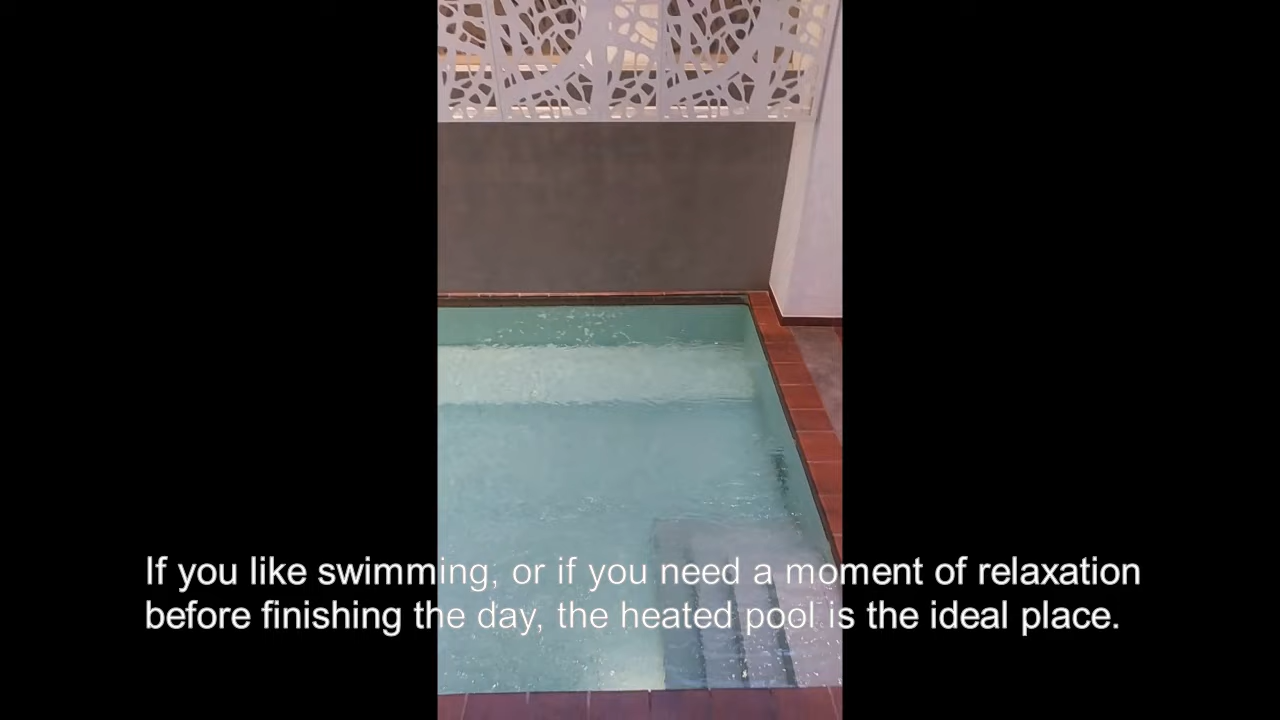 If you like swimming, or if you need a moment of relaxation
before finishing the day, the heated pool is the ideal place.